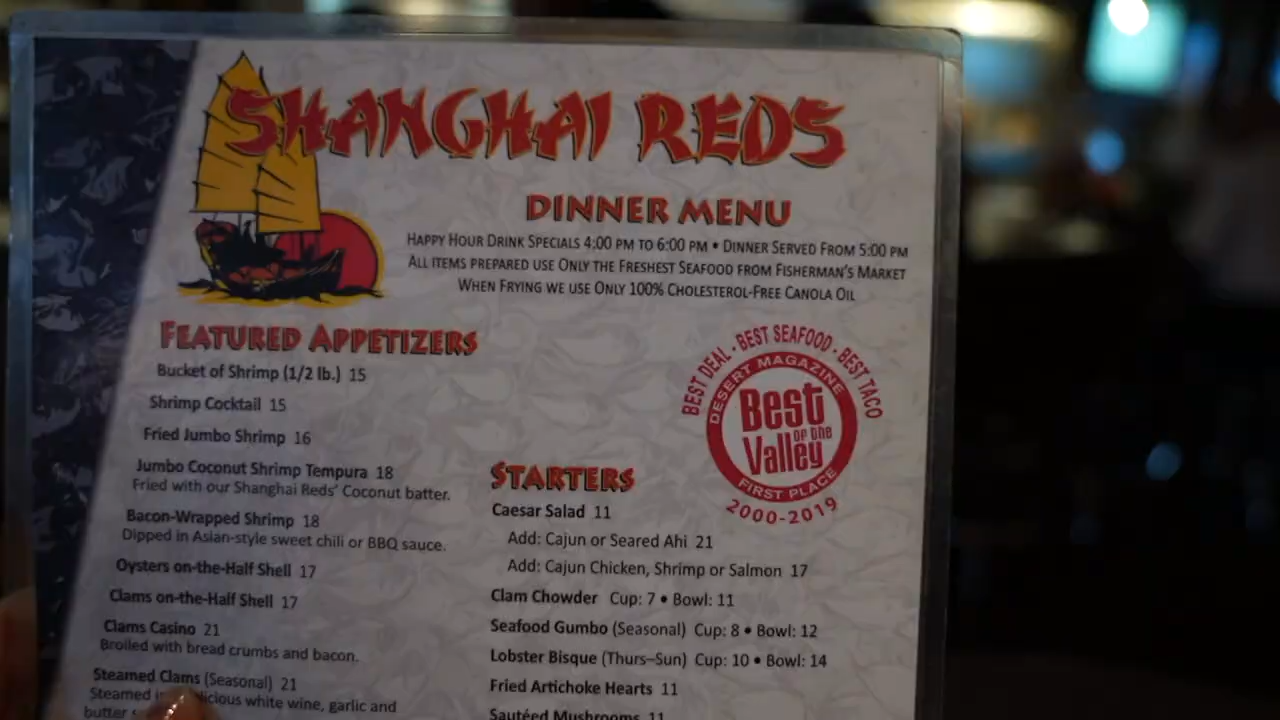 SHANGHAI REDS
DINNER MENU
HAPPY HOUR DRINK SPECIALS 4:00 PM TO 6:00 PM • DINNER SERVED FROM 5:00 PM
ALL ITEMS PREPARED USE ONLY THE FRESHEST SEAFOOD FROM FISHERMAN'S MARKET
WHEN FRYING WE USE ONLY 100% CHOLESTEROL-FREE CANOLA OIL
FEATURED APPETIZERS
Bucket of Shrimp (1/2 lb.) 15
Shrimp Cocktail 15
Fried Jumbo Shrimp 16
Jumbo Coconut Shrimp Tempura 18
Fried with our Shanghai Reds' Coconut batter.
Bacon-Wrapped Shrimp 18
Dipped in Asian-style sweet chili or BBQ sauce.
Oysters on-the-Half Shell 17
Clams on-the-Half Shell 17
Clams Casino 21
Broiled with bread crumbs and bacon.
Steamed Clams (Seasonal) 21
Steamed white wine, garlic and
butter
BEST DEAL - BEST SEAFOOD - BEST TACO
DESERT MAGAZINE
Best
OF THE
Valley
FIRST PLACE
2000-2019
STARTERS
Caesar Salad 11
Add: Cajun or Seared Ahi 21
Add: Cajun Chicken, Shrimp or Salmon 17
Clam Chowder Cup: 7 • Bowl: 11
Seafood Gumbo (Seasonal) Cup: 8 • Bowl: 12
Lobster Bisque (Thurs–Sun) Cup: 10 • Bowl: 14
Fried Artichoke Hearts 11
Sautéed Mushrooms 11